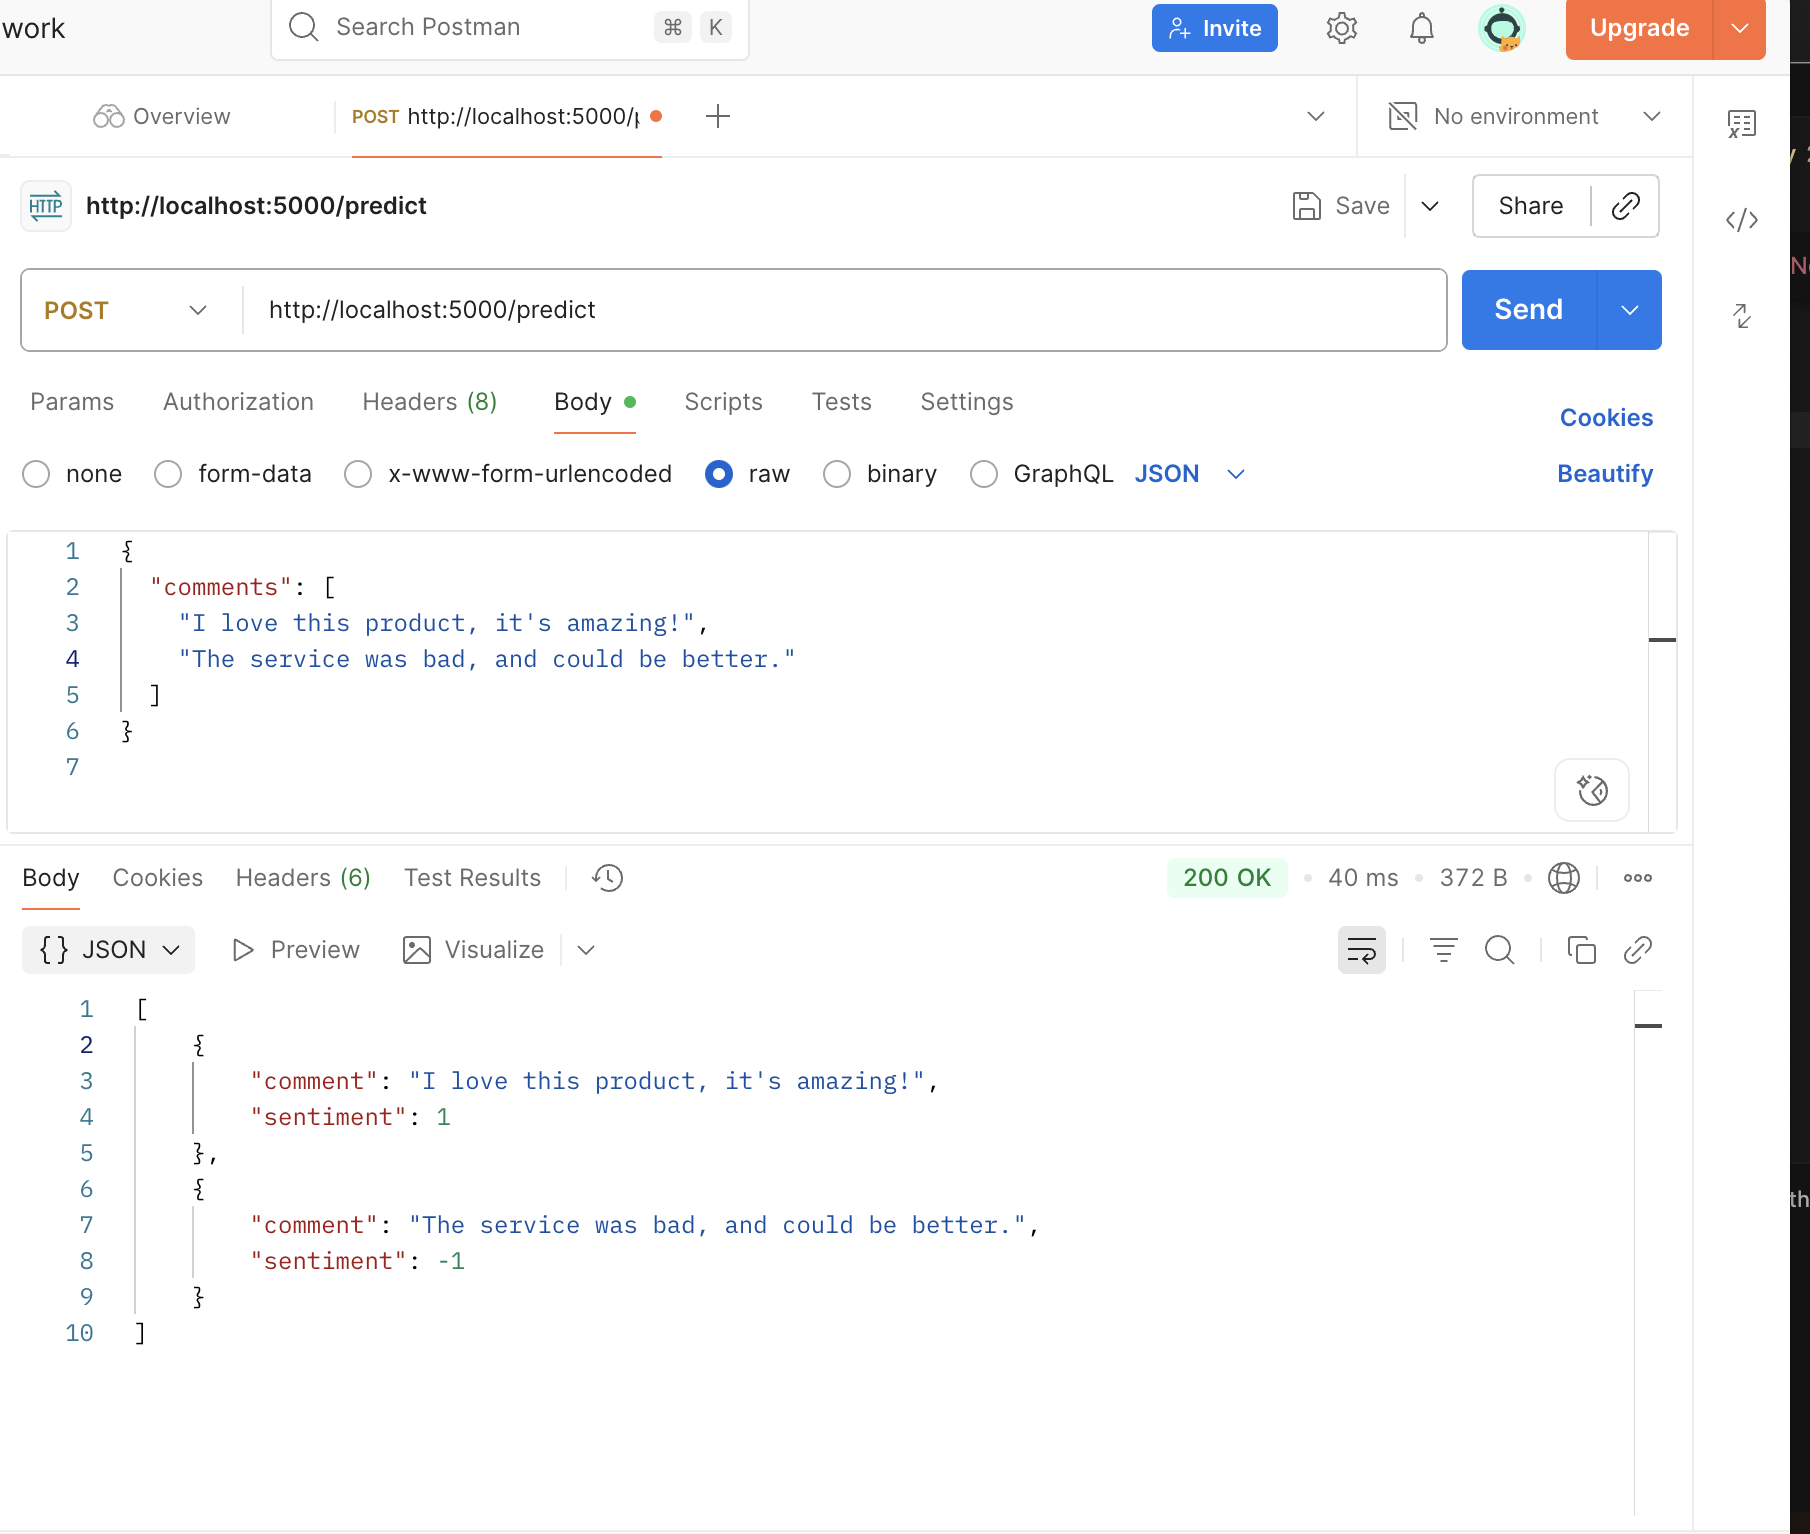 work
Search Postman ⌘ K
Invite
Upgrade
Overview
POST http://localhost:5000/
No environment
HTTP http://localhost:5000/predict
Save
Share
POST http://localhost:5000/predict
Send
Params Authorization Headers (8) Body Scripts Tests Settings
Cookies
none form-data x-www-form-urlencoded raw binary GraphQL JSON
Beautify
1 {
2 "comments": [
3 "I love this product, it's amazing!",
4 "The service was bad, and could be better."
5 ]
6 }
7
Body Cookies Headers (6) Test Results
200 OK • 40 ms • 372 B •
{} JSON Preview Visualize
1 [
2 {
3 "comment": "I love this product, it's amazing!",
4 "sentiment": 1
5 },
6 {
7 "comment": "The service was bad, and could be better.",
8 "sentiment": -1
9 }
10 ]
th